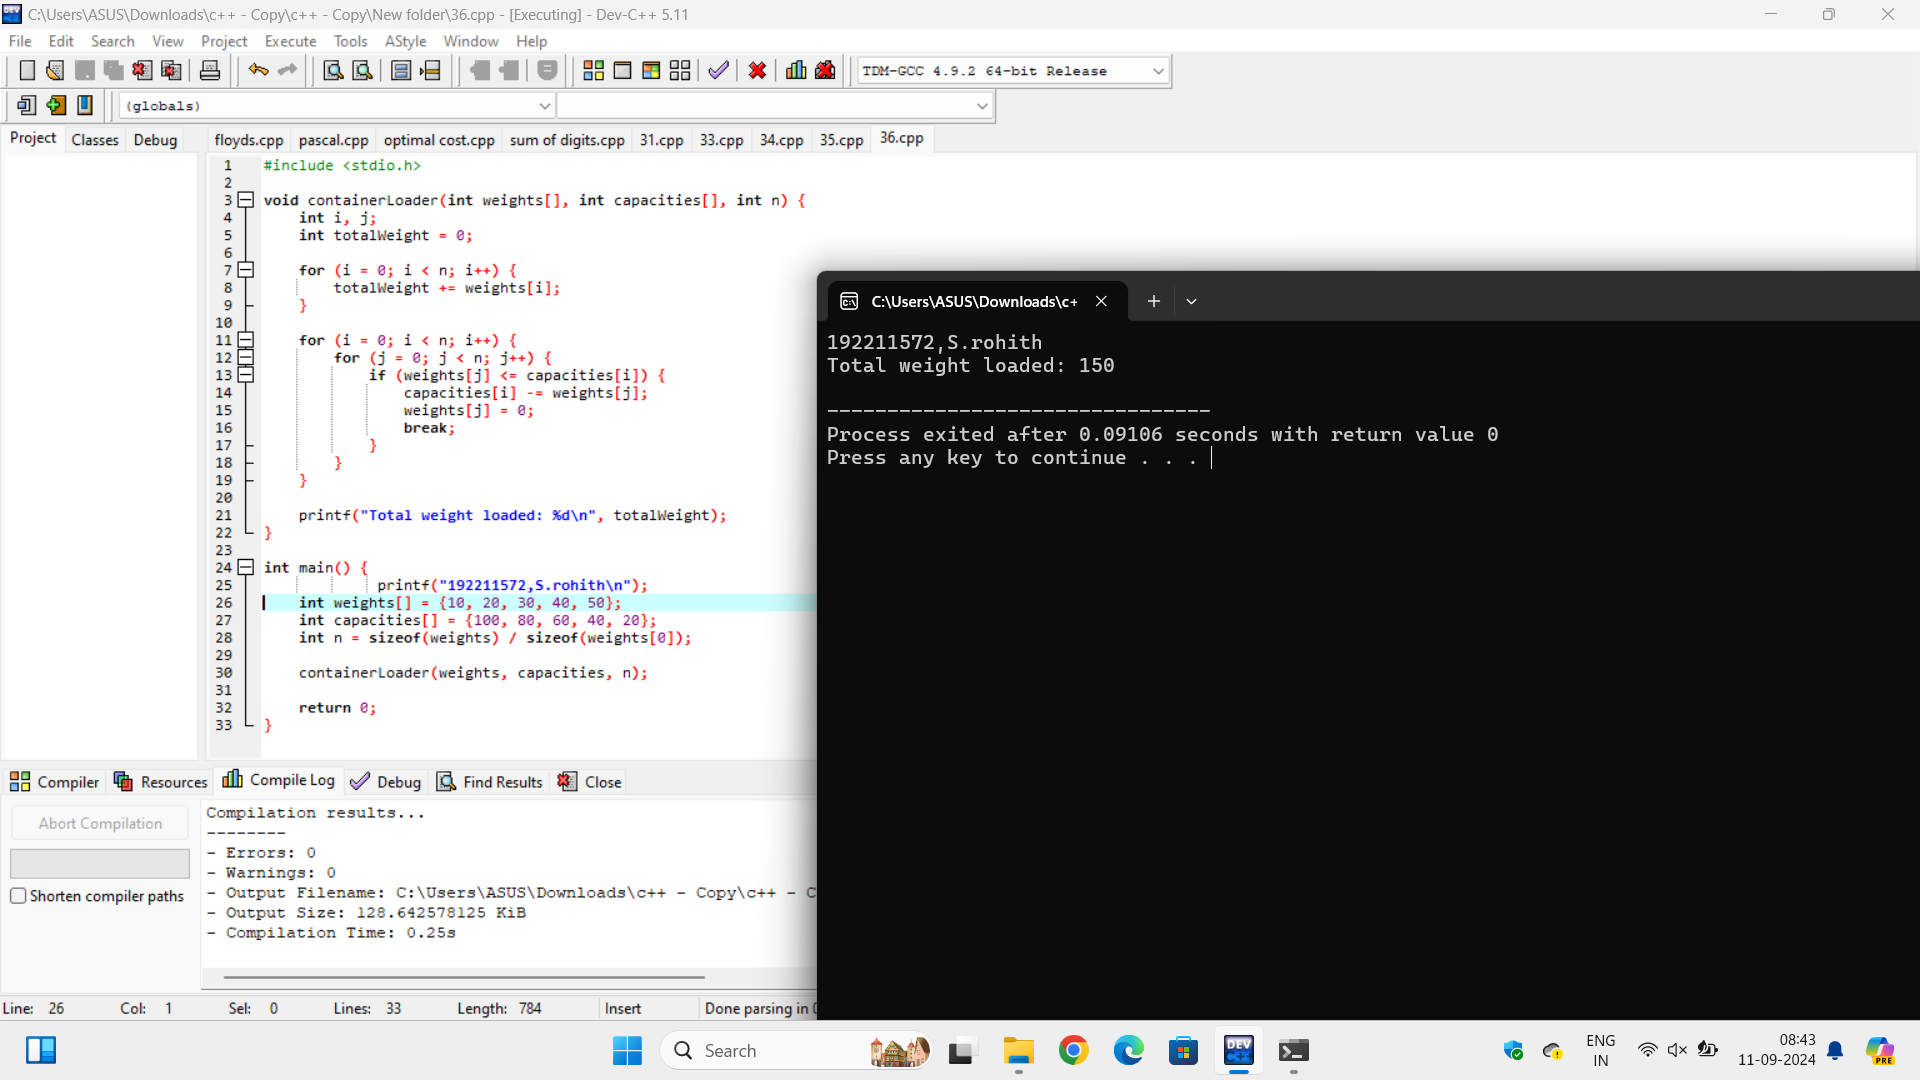 C:\Users\ASUS\Downloads\c++ - Copy\c++ - Copy\New folder\36.cpp - [Executing] - Dev-C++ 5.11
File Edit Search View Project Execute Tools AStyle Window Help
TDM-GCC 4.9.2 64-bit Release
(globals)
Project Classes Debug
floyds.cpp pascal.cpp optimal cost.cpp sum of digits.cpp 31.cpp 33.cpp 34.cpp 35.cpp 36.cpp
1 #include <stdio.h>
2
3 void containerLoader(int weights[], int capacities[], int n) {
4 int i, j;
5 int totalWeight = 0;
6
7 for (i = 0; i < n; i++) {
8 totalWeight += weights[i];
9 }
10
11 for (i = 0; i < n; i++) {
12 for (j = 0; j < n; j++) {
13 if (weights[j] <= capacities[i]) {
14 capacities[i] -= weights[j];
15 weights[j] = 0;
16 break;
17 }
18 }
19 }
20
21 printf("Total weight loaded: %d\n", totalWeight);
22 }
23
24 int main() {
25 printf("192211572,S.rohith\n");
26 int weights[] = {10, 20, 30, 40, 50};
27 int capacities[] = {100, 80, 60, 40, 20};
28 int n = sizeof(weights) / sizeof(weights[0]);
29
30 containerLoader(weights, capacities, n);
31
32 return 0;
33 }
C:\Users\ASUS\Downloads\c+
192211572,S.rohith
Total weight loaded: 150
--------------------------------
Process exited after 0.09106 seconds with return value 0
Press any key to continue . . .
Compiler Resources Compile Log Debug Find Results Close
Abort Compilation
Shorten compiler paths
Compilation results...
--------
- Errors: 0
- Warnings: 0
- Output Filename: C:\Users\ASUS\Downloads\c++ - Copy\c++ - C
- Output Size: 128.642578125 KiB
- Compilation Time: 0.25s
Line: 26 Col: 1 Sel: 0 Lines: 33 Length: 784 Insert Done parsing in
Search
DEV
ENG
IN
08:43
11-09-2024
PRE